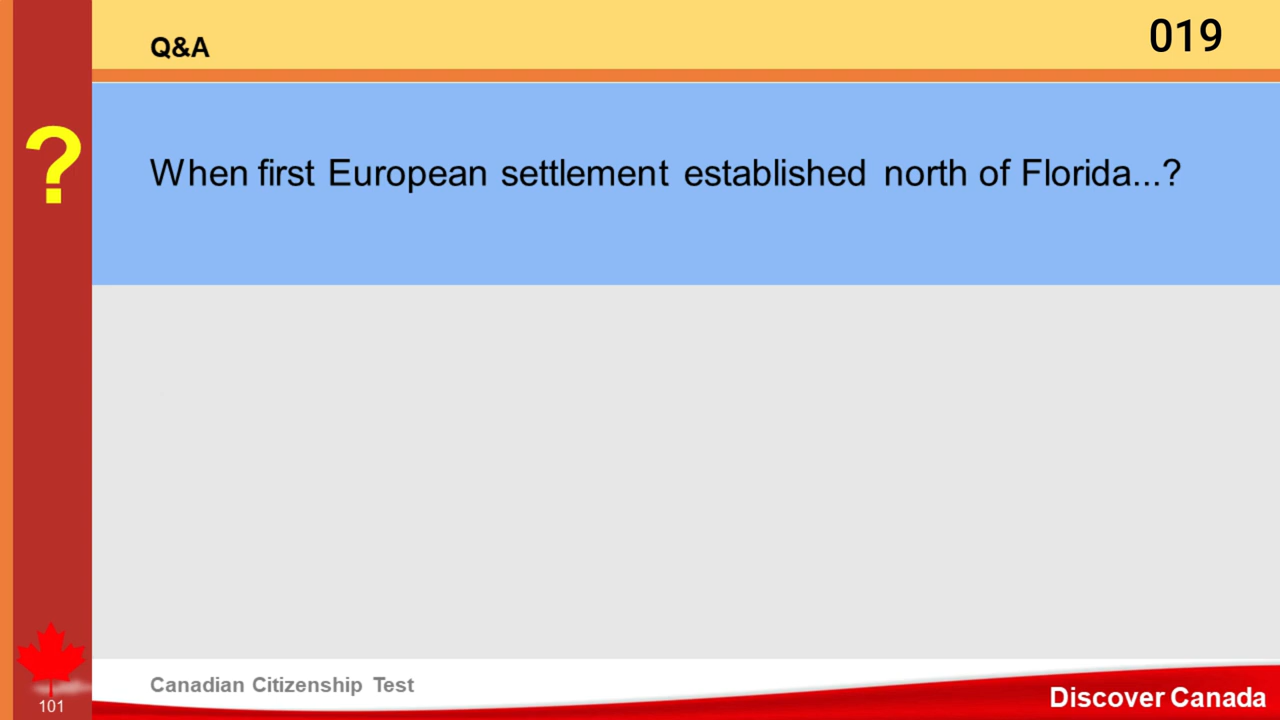 Q&A
019
?
When first European settlement established north of Florida...?
Canadian Citizenship Test
101
Discover Canada